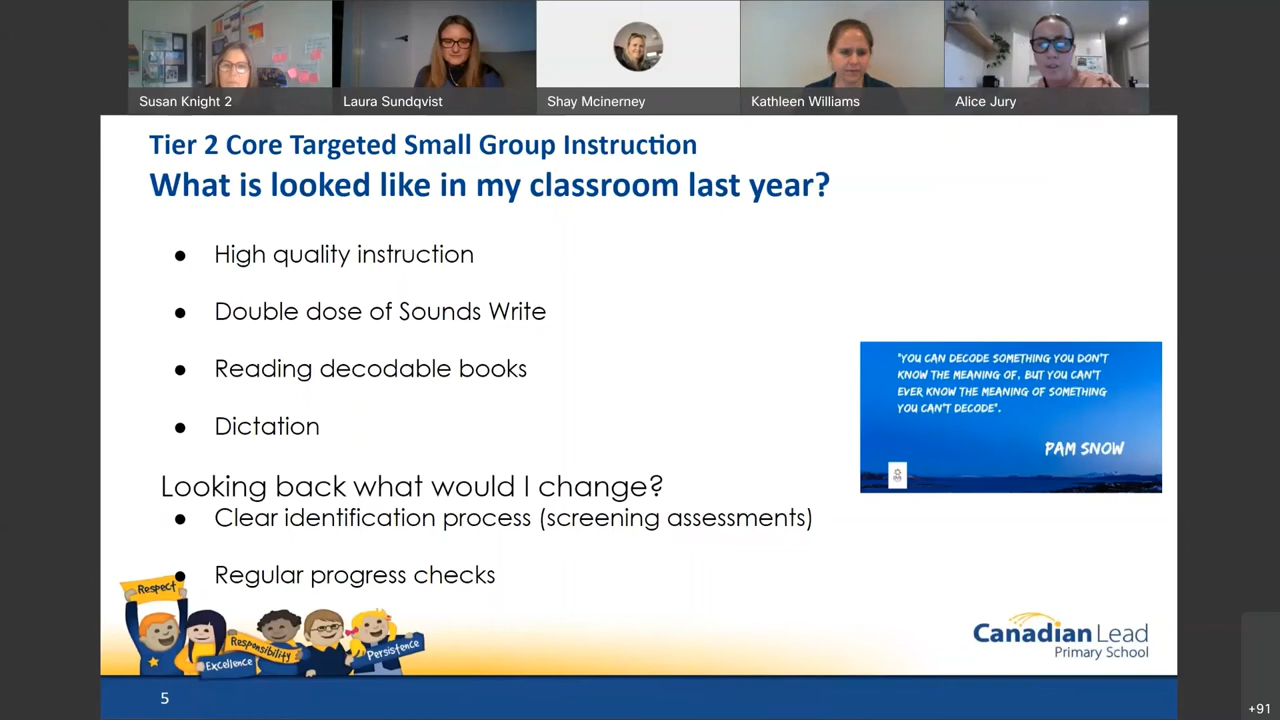 Susan Knight 2
Laura Sundqvist
Shay Mcinerney
Kathleen Williams
Alice Jury
Tier 2 Core Targeted Small Group Instruction
What is looked like in my classroom last year?
● High quality instruction
● Double dose of Sounds Write
● Reading decodable books
● Dictation
"YOU CAN DECODE SOMETHING YOU DON'T
KNOW THE MEANING OF, BUT YOU CAN'T
EVER KNOW THE MEANING OF SOMETHING
YOU CAN'T DECODE".
PAM SNOW
Looking back what would I change?
● Clear identification process (screening assessments)
● Regular progress checks
Respect
Excellence
Responsibility
Persistence
Canadian Lead
Primary School
5
+91